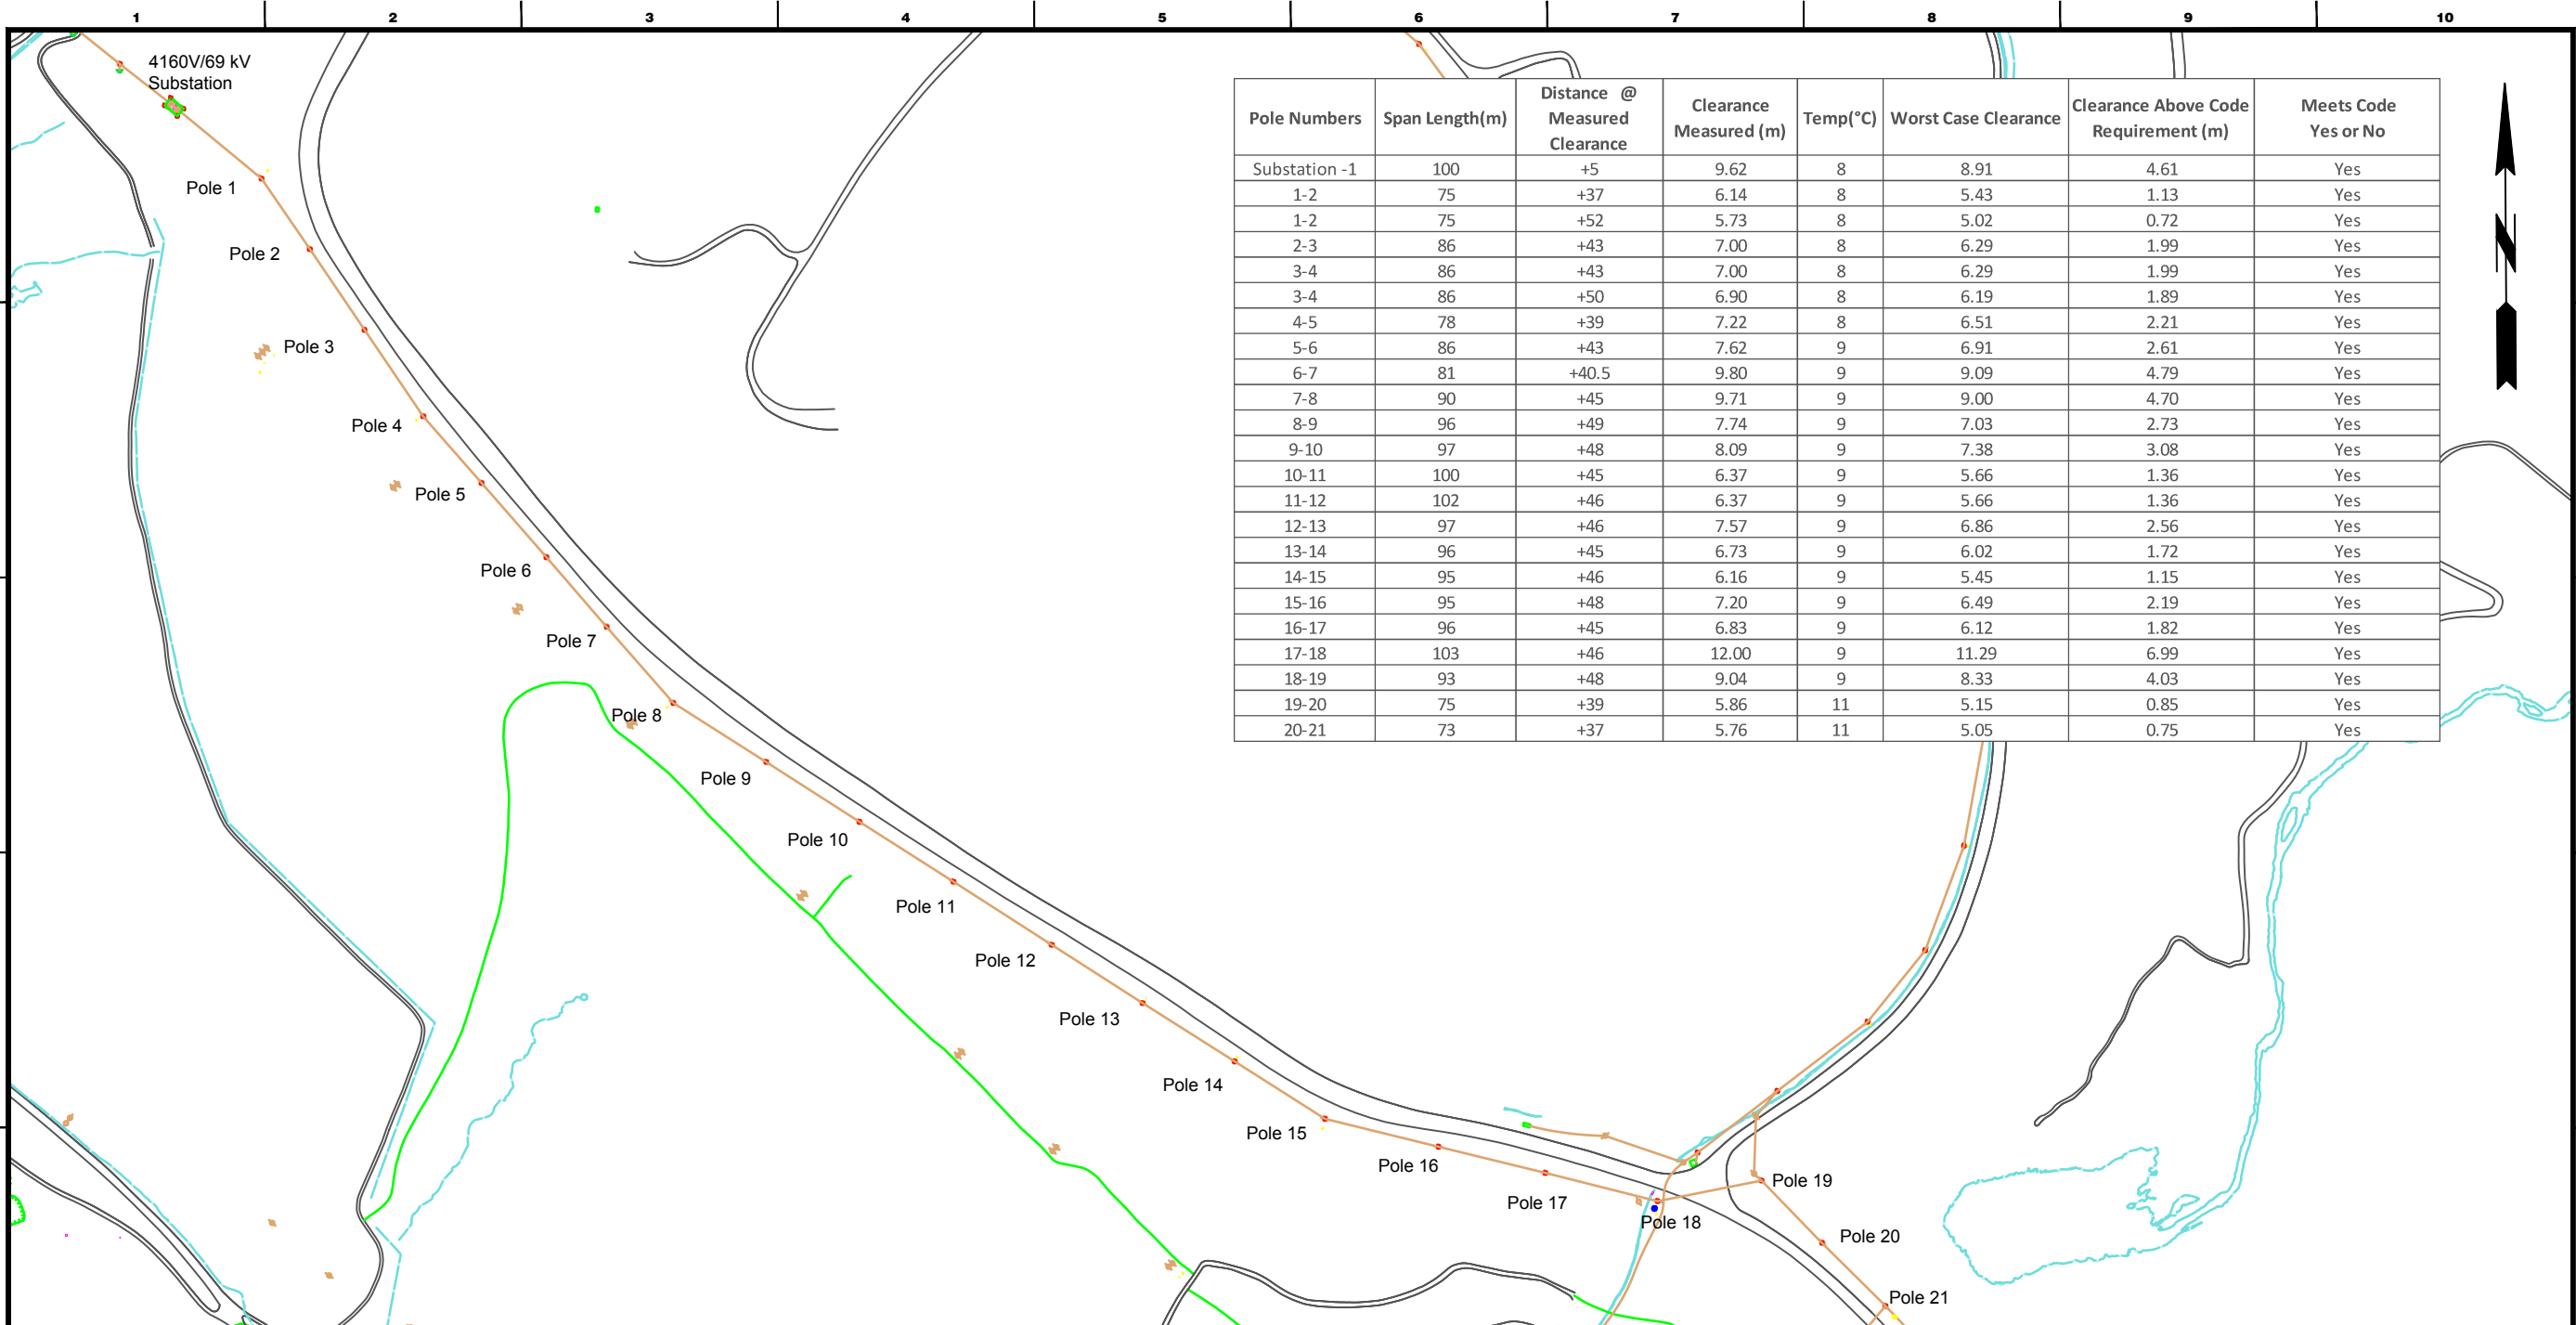 1 2 3 4 5 6 7 8 9 10
4160V/69 kV
Substation
Pole Numbers Span Length(m) Distance @ Measured Clearance Clearance Measured (m) Temp(°C) Worst Case Clearance Clearance Above Code Requirement (m) Meets Code Yes or No
Substation -1 100 +5 9.62 8 8.91 4.61 Yes
1-2 75 +37 6.14 8 5.43 1.13 Yes
1-2 75 +52 5.73 8 5.02 0.72 Yes
2-3 86 +43 7.00 8 6.29 1.99 Yes
3-4 86 +43 7.00 8 6.29 1.99 Yes
3-4 86 +50 6.90 8 6.19 1.89 Yes
4-5 78 +39 7.22 8 6.51 2.21 Yes
5-6 86 +43 7.62 9 6.91 2.61 Yes
6-7 81 +40.5 9.80 9 9.09 4.79 Yes
7-8 90 +45 9.71 9 9.00 4.70 Yes
8-9 96 +49 7.74 9 7.03 2.73 Yes
9-10 97 +48 8.09 9 7.38 3.08 Yes
10-11 100 +45 6.37 9 5.66 1.36 Yes
11-12 102 +46 6.37 9 5.66 1.36 Yes
12-13 97 +46 7.57 9 6.86 2.56 Yes
13-14 96 +45 6.73 9 6.02 1.72 Yes
14-15 95 +46 6.16 9 5.45 1.15 Yes
15-16 95 +48 7.20 9 6.49 2.19 Yes
16-17 96 +45 6.83 9 6.12 1.82 Yes
17-18 103 +46 12.00 9 11.29 6.99 Yes
18-19 93 +48 9.04 9 8.33 4.03 Yes
19-20 75 +39 5.86 11 5.15 0.85 Yes
20-21 73 +37 5.76 11 5.05 0.75 Yes
N
Pole 1
Pole 2
Pole 3
Pole 4
Pole 5
Pole 6
Pole 7
Pole 8
Pole 9
Pole 10
Pole 11
Pole 12
Pole 13
Pole 14
Pole 15
Pole 16
Pole 17
Pole 18
Pole 19
Pole 20
Pole 21